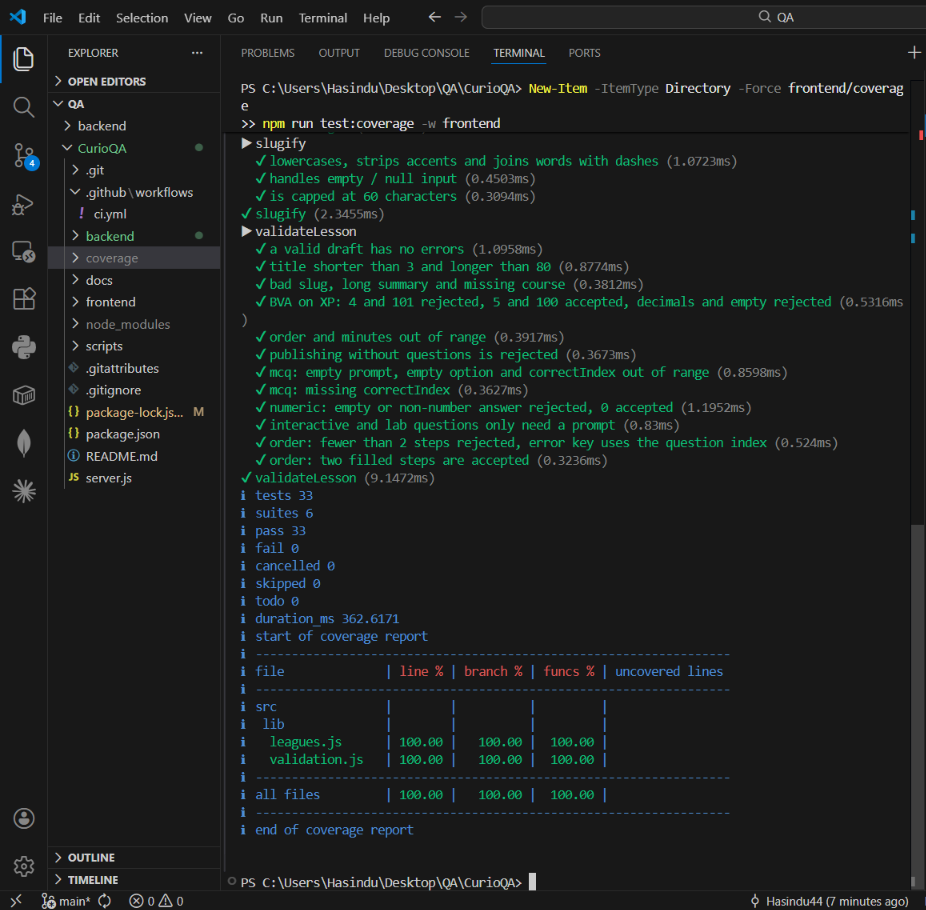 File Edit Selection View Go Run Terminal Help ← → QA
EXPLORER ···
OPEN EDITORS
QA
backend
CurioQA
.git
.github\workflows
! ci.yml
backend
coverage
docs
frontend
node_modules
scripts
.gitattributes
.gitignore
{} package-lock.js... M
{} package.json
README.md
JS server.js
OUTLINE
TIMELINE
4
PROBLEMS OUTPUT DEBUG CONSOLE TERMINAL PORTS
PS C:\Users\Hasindu\Desktop\QA\CurioQA> New-Item -ItemType Directory -Force frontend/coverag
e
>> npm run test:coverage -w frontend
▶ slugify
✓ lowercases, strips accents and joins words with dashes (1.0723ms)
✓ handles empty / null input (0.4503ms)
✓ is capped at 60 characters (0.3094ms)
✓ slugify (2.3455ms)
▶ validateLesson
✓ a valid draft has no errors (1.0958ms)
✓ title shorter than 3 and longer than 80 (0.8774ms)
✓ bad slug, long summary and missing course (0.3812ms)
✓ BVA on XP: 4 and 101 rejected, 5 and 100 accepted, decimals and empty rejected (0.5316ms
)
✓ order and minutes out of range (0.3917ms)
✓ publishing without questions is rejected (0.3673ms)
✓ mcq: empty prompt, empty option and correctIndex out of range (0.8598ms)
✓ mcq: missing correctIndex (0.3627ms)
✓ numeric: empty or non-number answer rejected, 0 accepted (1.1952ms)
✓ interactive and lab questions only need a prompt (0.83ms)
✓ order: fewer than 2 steps rejected, error key uses the question index (0.524ms)
✓ order: two filled steps are accepted (0.3236ms)
✓ validateLesson (9.1472ms)
ℹ tests 33
ℹ suites 6
ℹ pass 33
ℹ fail 0
ℹ cancelled 0
ℹ skipped 0
ℹ todo 0
ℹ duration_ms 362.6171
ℹ start of coverage report
ℹ ------------------------------------------------------------
ℹ file | line % | branch % | funcs % | uncovered lines
ℹ ------------------------------------------------------------
ℹ src | | | |
ℹ lib | | | |
ℹ leagues.js | 100.00 | 100.00 | 100.00 |
ℹ validation.js | 100.00 | 100.00 | 100.00 |
ℹ ------------------------------------------------------------
ℹ all files | 100.00 | 100.00 | 100.00 |
ℹ ------------------------------------------------------------
ℹ end of coverage report
PS C:\Users\Hasindu\Desktop\QA\CurioQA>
main* 0 0 Hasindu44 (7 minutes ago)